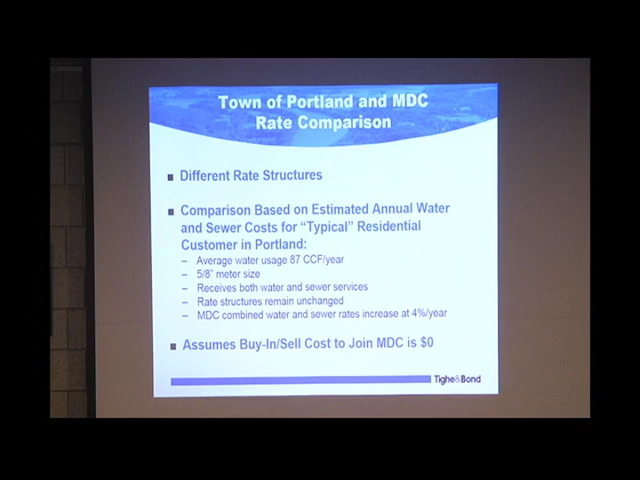 Town of Portland and MDC
Rate Comparison
■ Different Rate Structures
■ Comparison Based on Estimated Annual Water
and Sewer Costs for “Typical” Residential
Customer in Portland:
– Average water usage 87 CCF/year
– 5/8” meter size
– Receives both water and sewer services
– Rate structures remain unchanged
– MDC combined water and sewer rates increase at 4%/year
■ Assumes Buy-In/Sell Cost to Join MDC is $0
Tighe&Bond